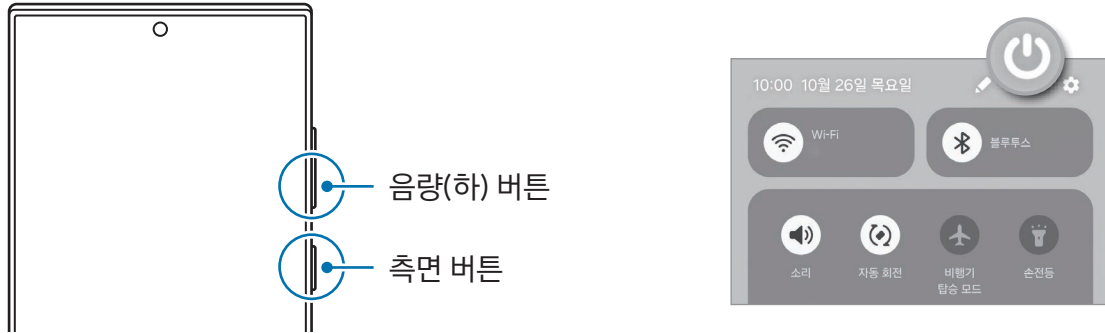 음량(하) 버튼
측면 버튼
10:00 10월 26일 목요일
Wi-Fi
블루투스
소리
자동 회전
비행기
탑승 모드
손전등